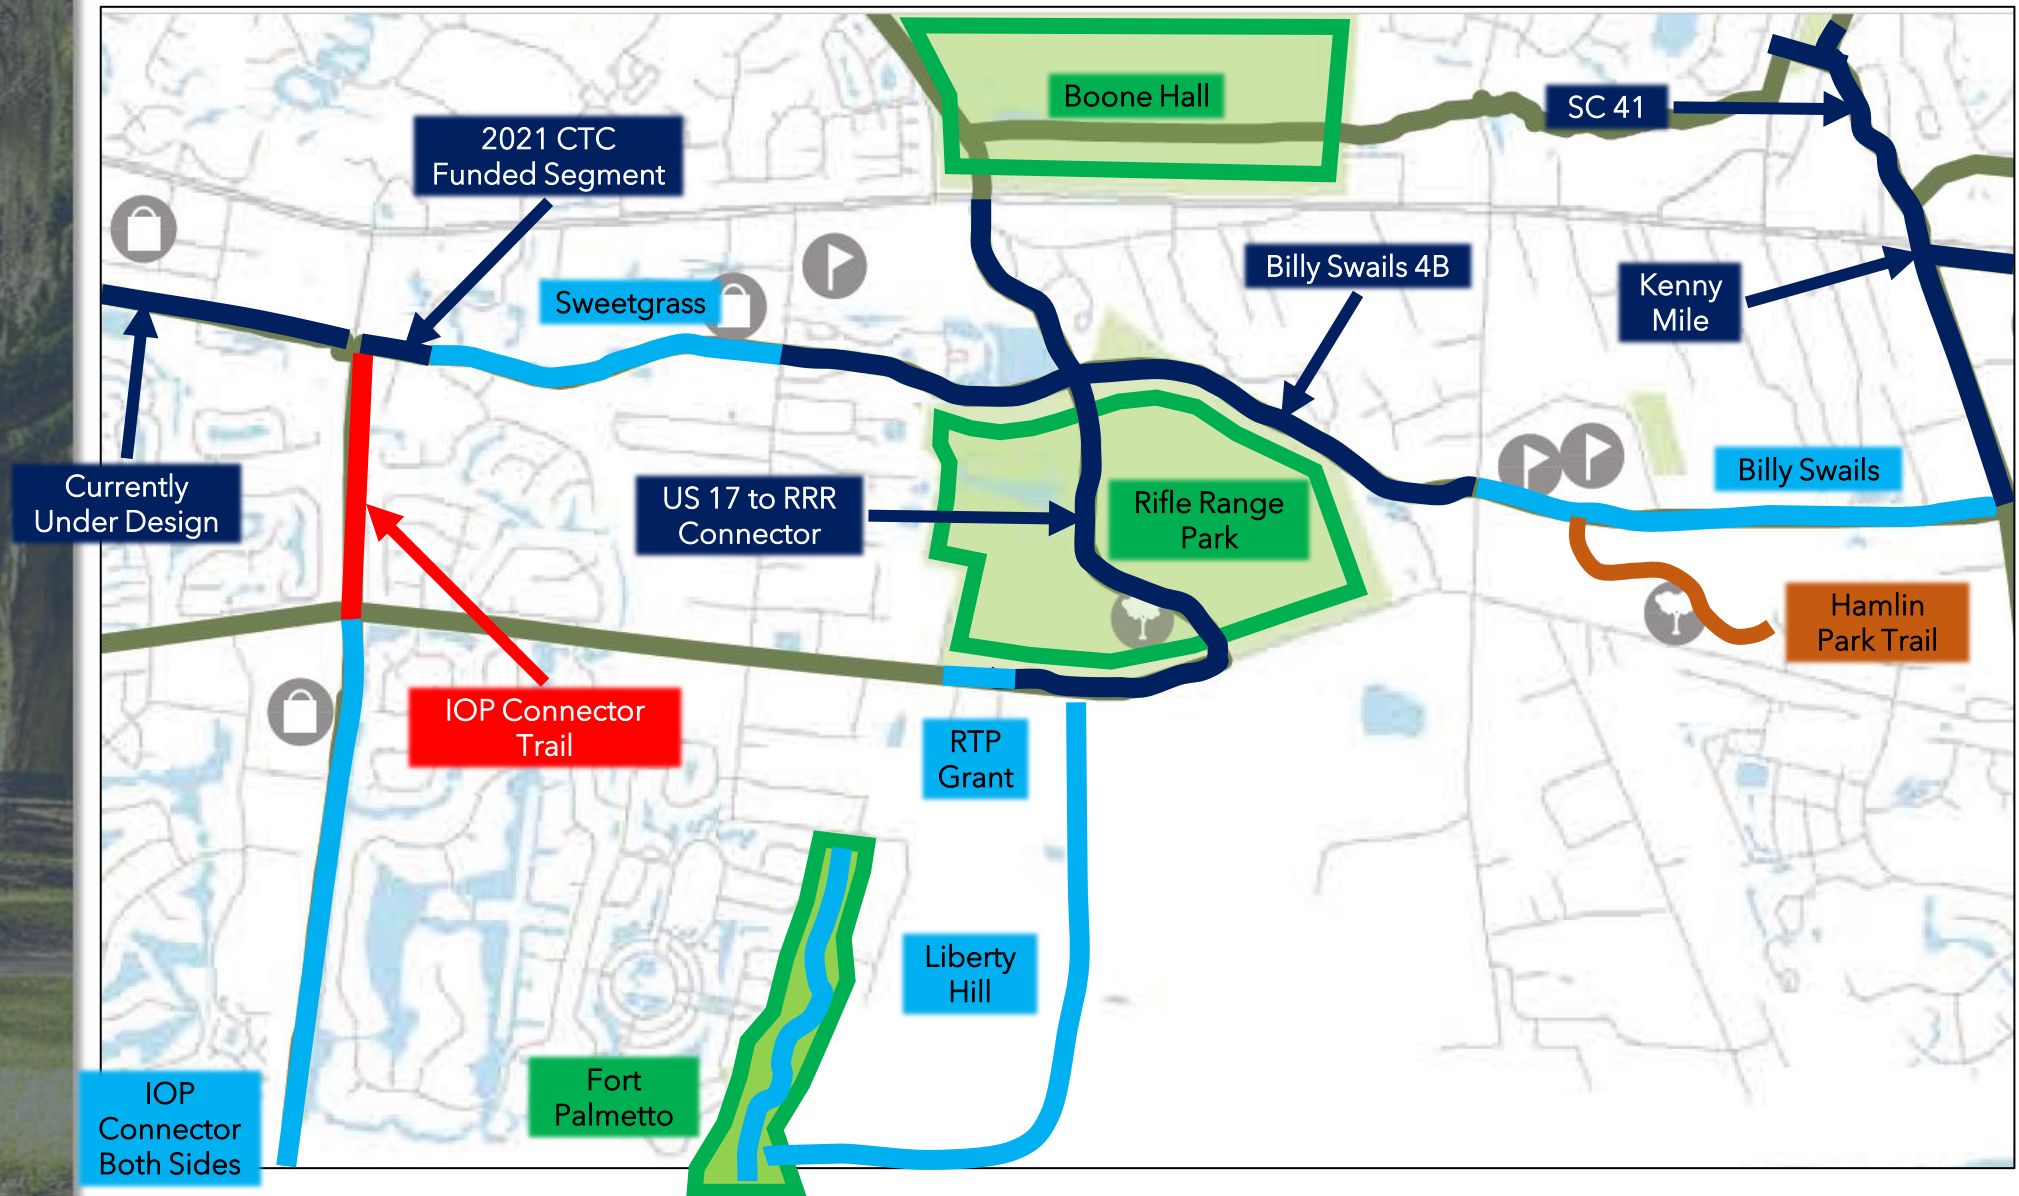 Boone Hall
SC 41
2021 CTC
Funded Segment
Sweetgrass
Billy Swails 4B
Kenny
Mile
Currently
Under Design
US 17 to RRR
Connector
Rifle Range
Park
Billy Swails
Hamlin
Park Trail
IOP Connector
Trail
RTP
Grant
Liberty
Hill
Fort
Palmetto
IOP
Connector
Both Sides